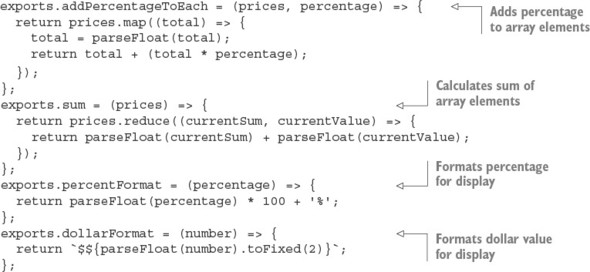 exports.addPercentageToEach = (prices, percentage) => {
Adds percentage
to array elements
  return prices.map((total) => {
    total = parseFloat(total);
    return total + (total * percentage);
  });
};
Calculates sum of
array elements
exports.sum = (prices) => {
  return prices.reduce((currentSum, currentValue) => {
    return parseFloat(currentSum) + parseFloat(currentValue);
  });
};
Formats percentage
for display
exports.percentFormat = (percentage) => {
  return parseFloat(percentage) * 100 + '%';
};
exports.dollarFormat = (number) => {
Formats dollar value
for display
  return `$${parseFloat(number).toFixed(2)}`;
};